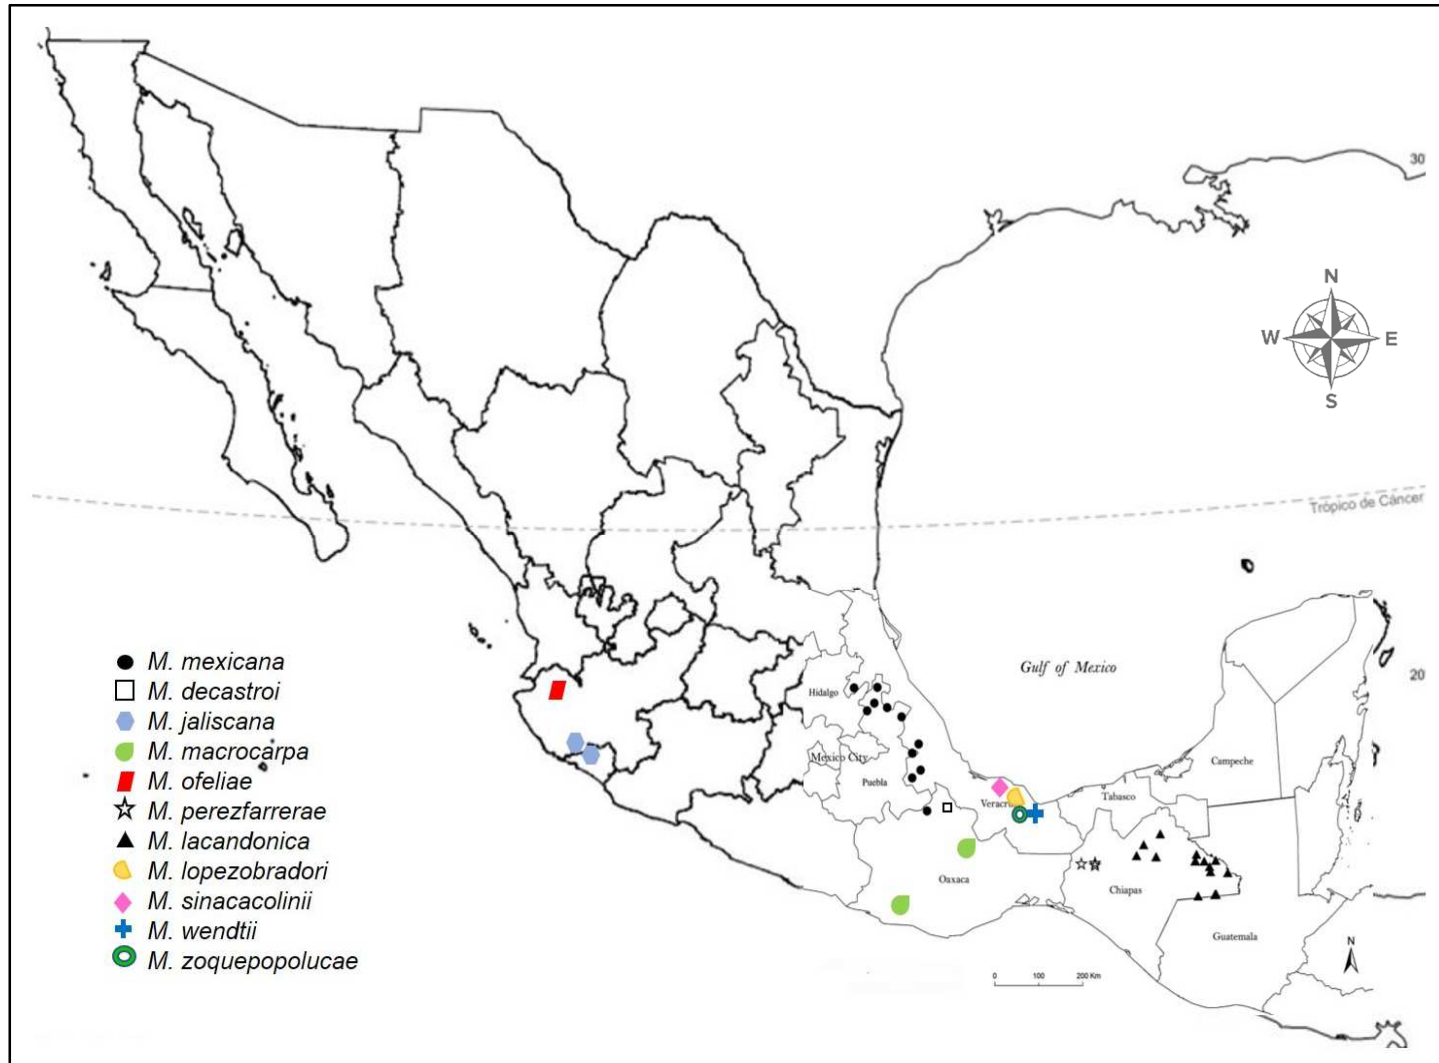 30
N
W E
S
Trópico de Câncer
Gulf of Mexico
20
M. mexicana
M. decastroi
M. jaliscana
M. macrocarpa
M. ofeliae
M. perezfarrerae
M. lacandonica
M. lopezobradori
M. sinacacolinii
M. wendtii
M. zoquepopolucae
Hidalgo
Mexico City
Puebla
Veracruz
Tabasco
Campeche
Oaxaca
Chiapas
Guatemala
N
0 100 200 Km